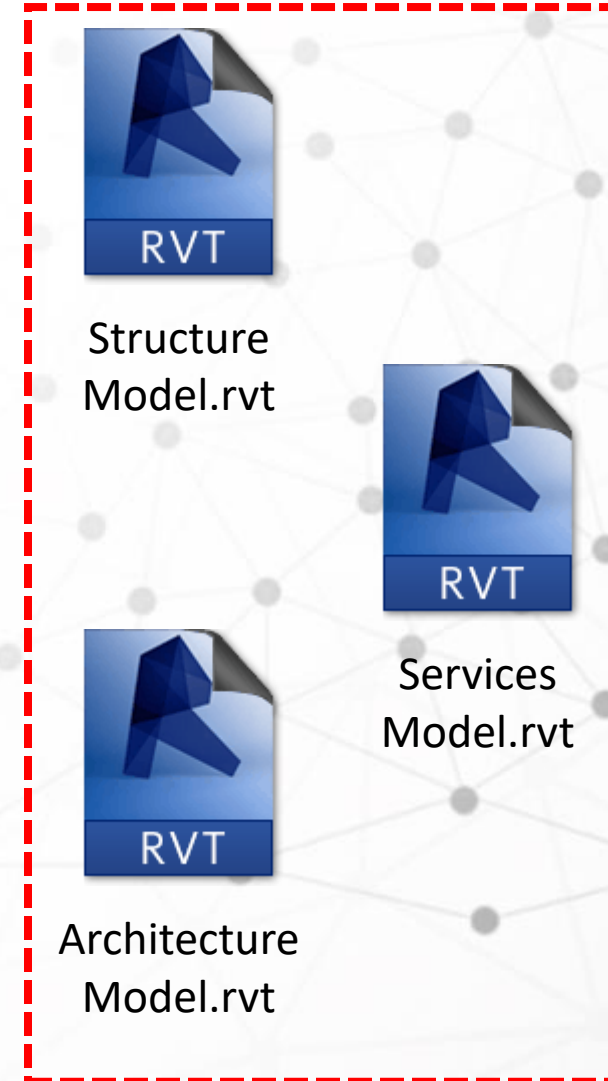 RVT
Structure
Model.rvt
RVT
Services
Model.rvt
RVT
Architecture
Model.rvt